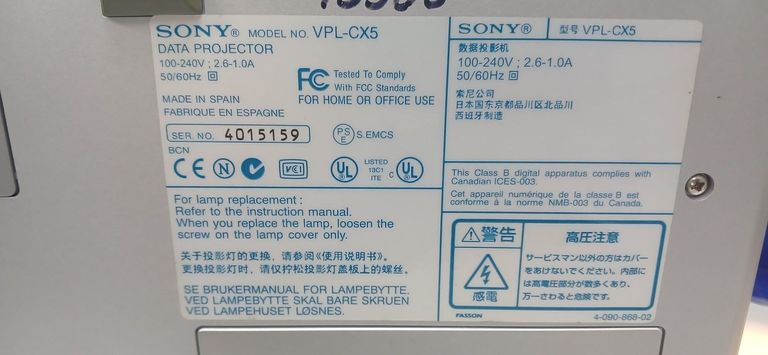 SONY® MODEL NO. VPL-CX5
DATA PROJECTOR
100-240V ; 2.6-1.0A
50/60Hz
FC Tested To Comply
With FCC Standards
FOR HOME OR OFFICE USE
MADE IN SPAIN
FABRIQUE EN ESPAGNE
SER. NO. 4015159
PS
E
S.EMCS
BCN
CE N VCI UL LISTED
13C1
ITE
C UL
For lamp replacement :
Refer to the instruction manual.
When you replace the lamp, loosen the
screw on the lamp cover only.
关于投影灯的更换,请参阅《使用说明书》。
更换投影灯时,请仅拧松投影灯盖板上的螺丝。
SE BRUKERMANUAL FOR LAMPEBYTTE.
VED LAMPEBYTTE SKAL BARE SKRUEN
VED LAMPEHUSET LØSNES.
SONY® 型号 VPL-CX5
数据投影机
100-240V ; 2.6-1.0A
50/60Hz
索尼公司
日本国东京都品川区北品川
西班牙制造
This Class B digital apparatus complies with
Canadian ICES-003.
Cet appareil numérique de la classe B est
conforme à la norme NMB-003 du Canada.
警告
感電
高圧注意
サービスマン以外の方はカバー
をあけないでください。内部に
は高電圧部分が数多くあり、
万一さわると危険です。
FASSON
4-090-868-02